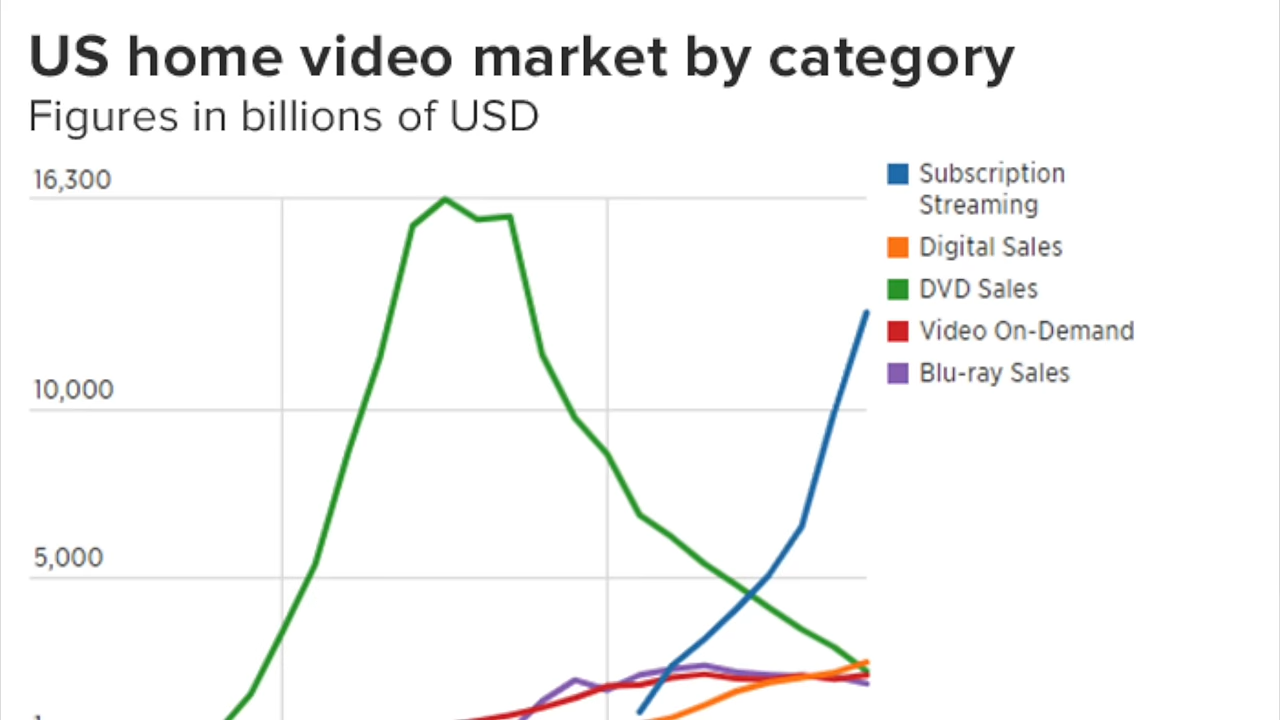 US home video market by category
Figures in billions of USD
16,300
Subscription
Streaming
Digital Sales
DVD Sales
Video On-Demand
Blu-ray Sales
10,000
5,000